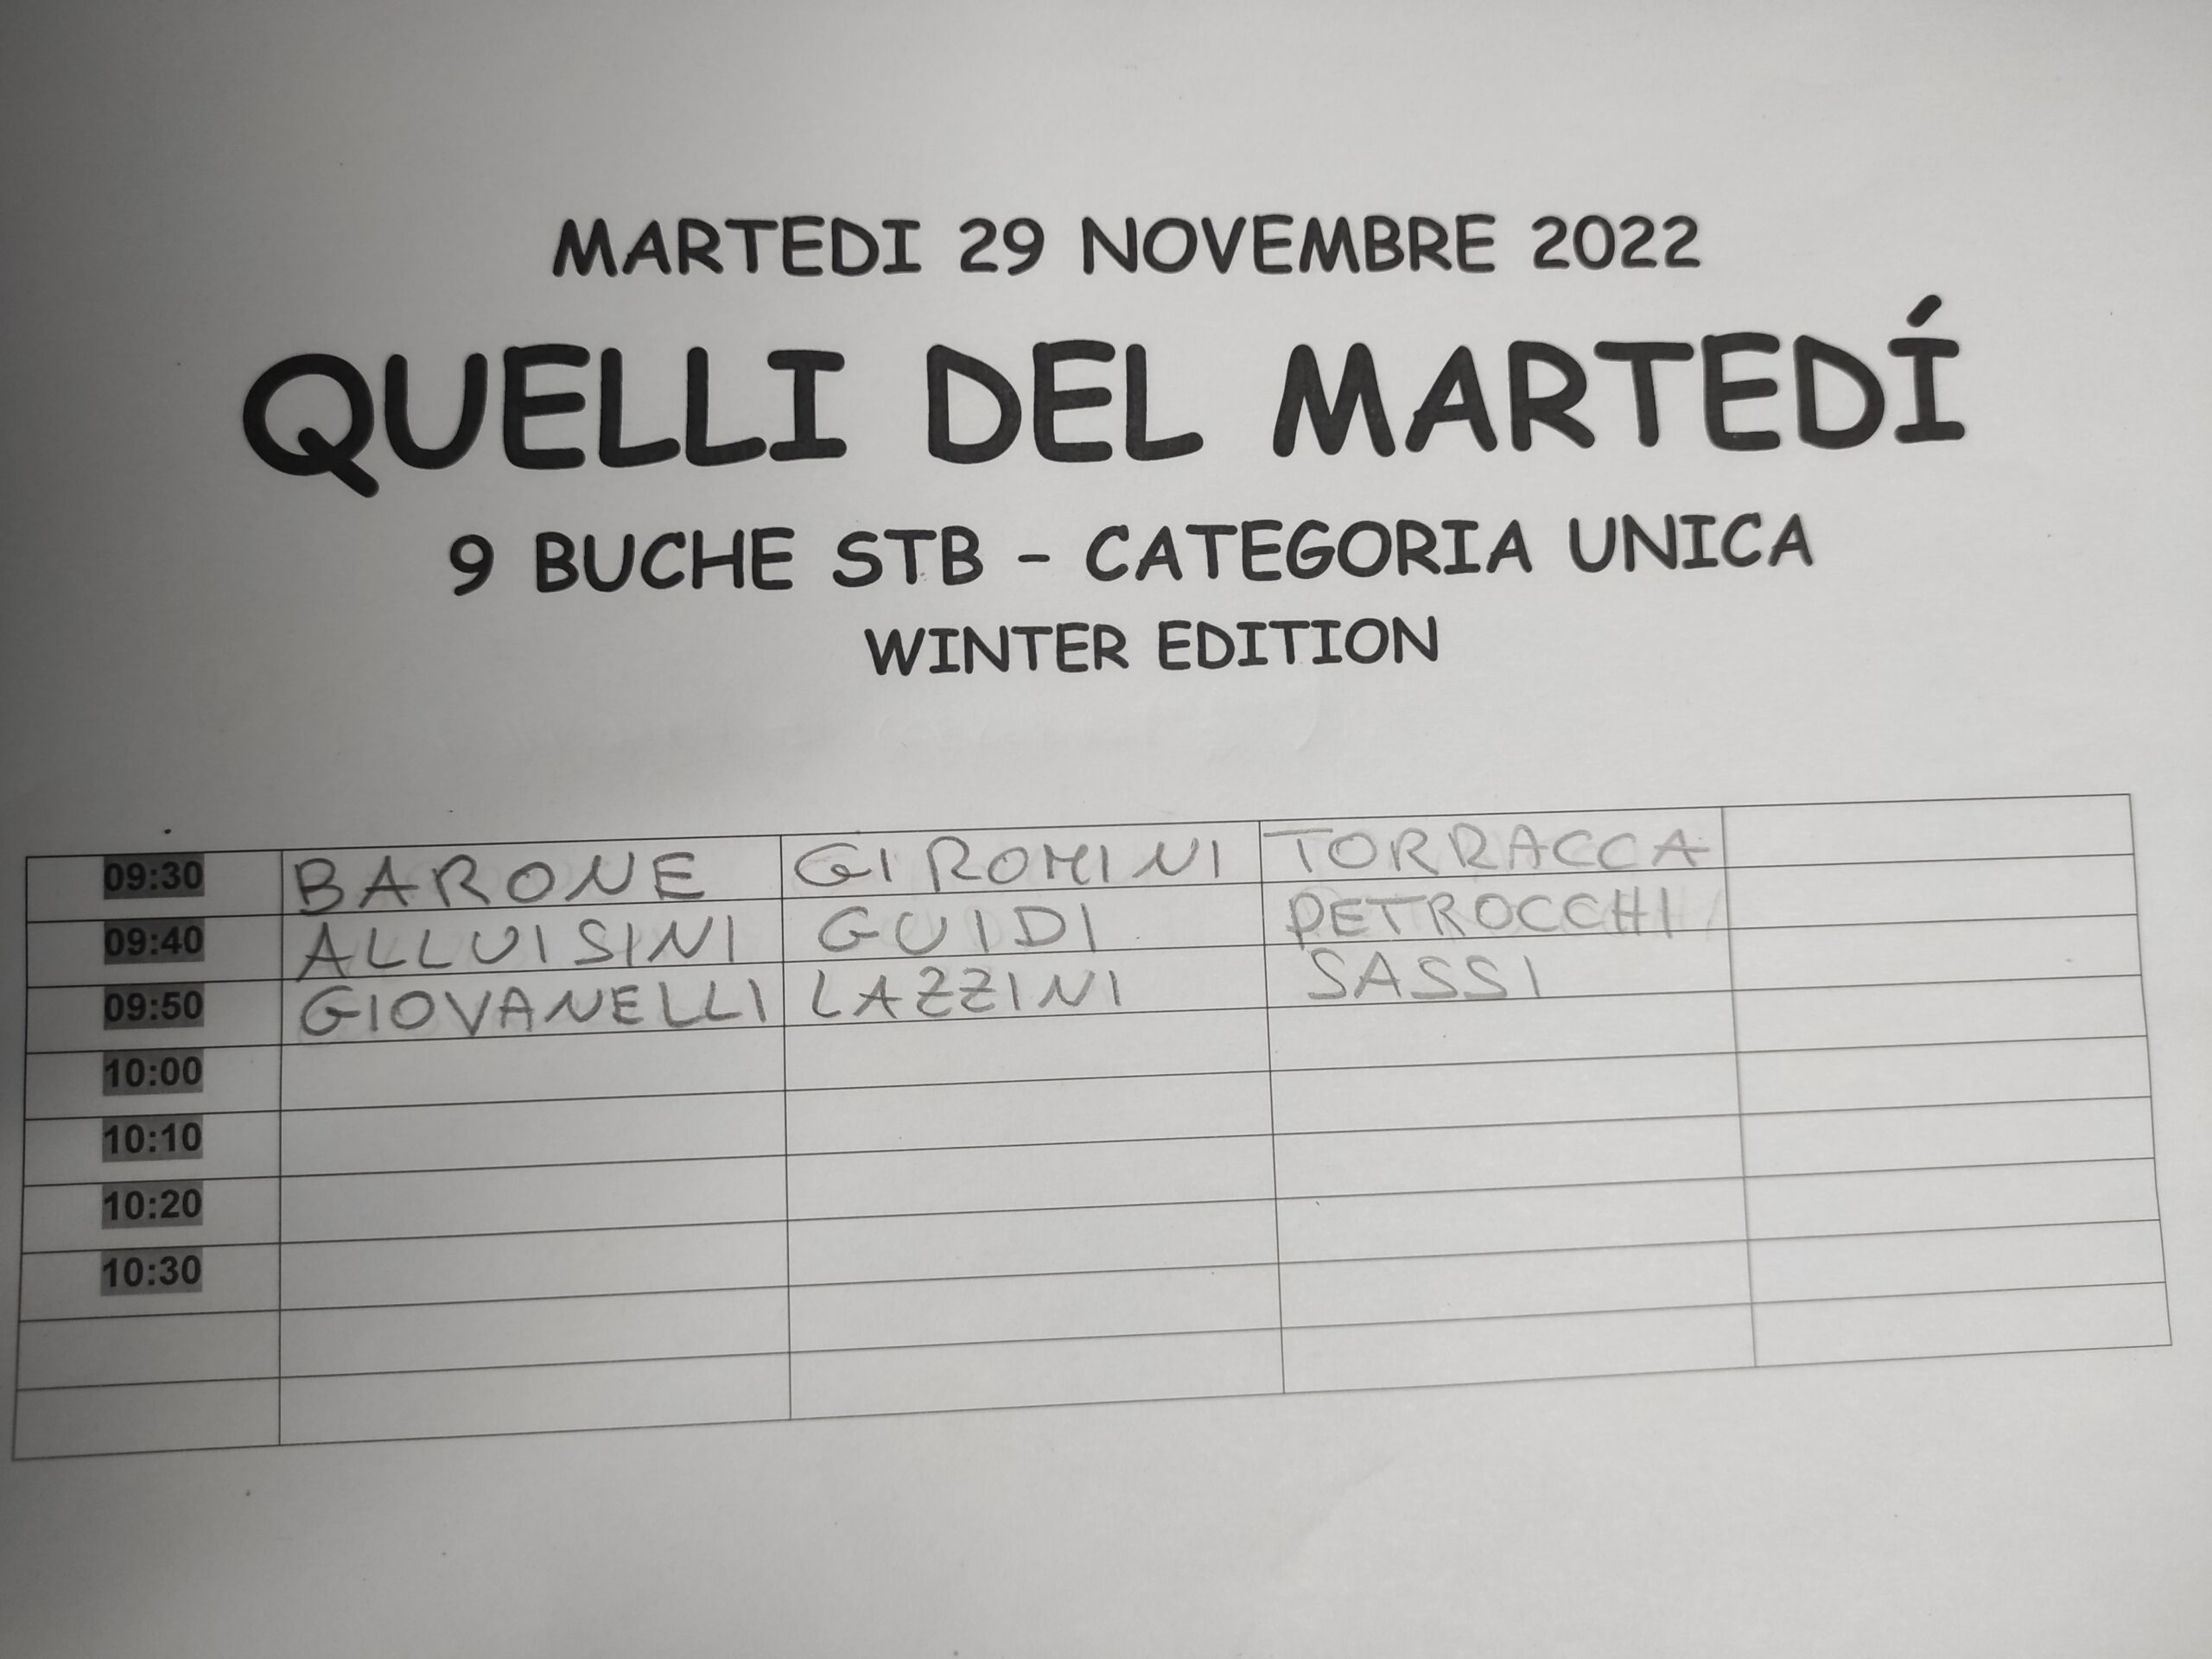 MARTEDI 29 NOVEMBRE 2022
QUELLI DEL MARTEDÍ
9 BUCHE STB - CATEGORIA UNICA
WINTER EDITION
09:30 BARONE GIROMINI TORRACCA
09:40 ALLUISINI GUIDI PETROCCHI
09:50 GIOVANELLI LAZZINI SASSI
10:00
10:10
10:20
10:30